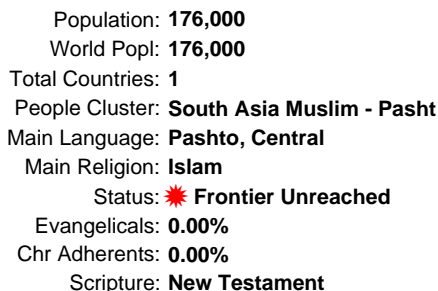 Population: 176,000
World Popl: 176,000
Total Countries: 1
People Cluster: South Asia Muslim - Pasht
Main Language: Pashto, Central
Main Religion: Islam
Status: Frontier Unreached
Evangelicals: 0.00%
Chr Adherents: 0.00%
Scripture: New Testament